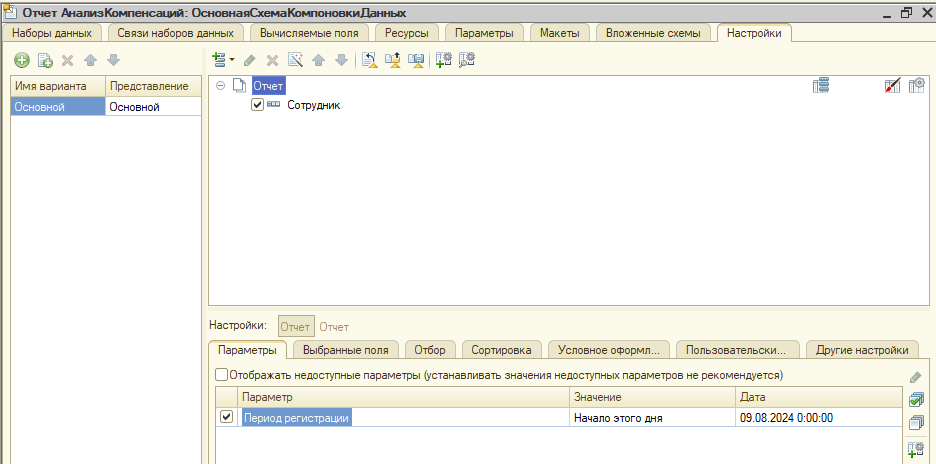 Отчет АнализКомпенсаций: ОсновнаяСхемаКомпоновкиДанных
Наборы данных Связи наборов данных Вычисляемые поля Ресурсы Параметры Макеты Вложенные схемы Настройки
Имя варианта Представление
Основной Основной
Отчет
Сотрудник
Настройки: Отчет Отчет
Параметры Выбранные поля Отбор Сортировка Условное оформл... Пользовательски... Другие настройки
Отображать недоступные параметры (устанавливать значения недоступных параметров не рекомендуется)
Параметр Значение Дата
Период регистрации Начало этого дня 09.08.2024 0:00:00